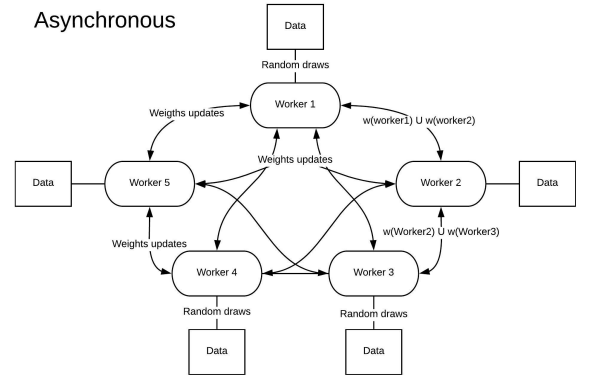 Asynchronous
Data
Random draws
Worker 1
Weigths updates
w(worker1) U w(worker2)
Weights updates
Data
Worker 5
Worker 2
Data
Weights updates
w(Worker2) U w(Worker3)
Worker 4
Worker 3
Random draws
Random draws
Data
Data